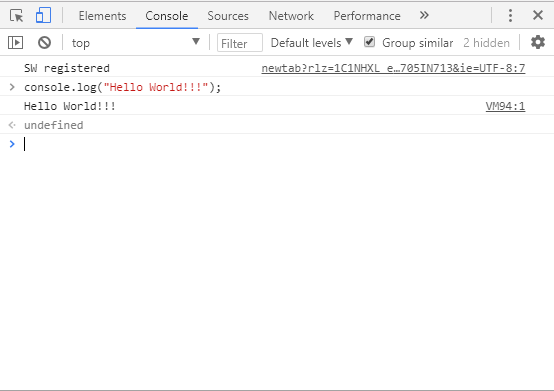 Elements Console Sources Network Performance »
top Filter Default levels Group similar 2 hidden
SW registered newtab?rlz=1C1NHXL_e…705IN713&ie=UTF-8:7
> console.log("Hello World!!!");
Hello World!!! VM94:1
undefined
>